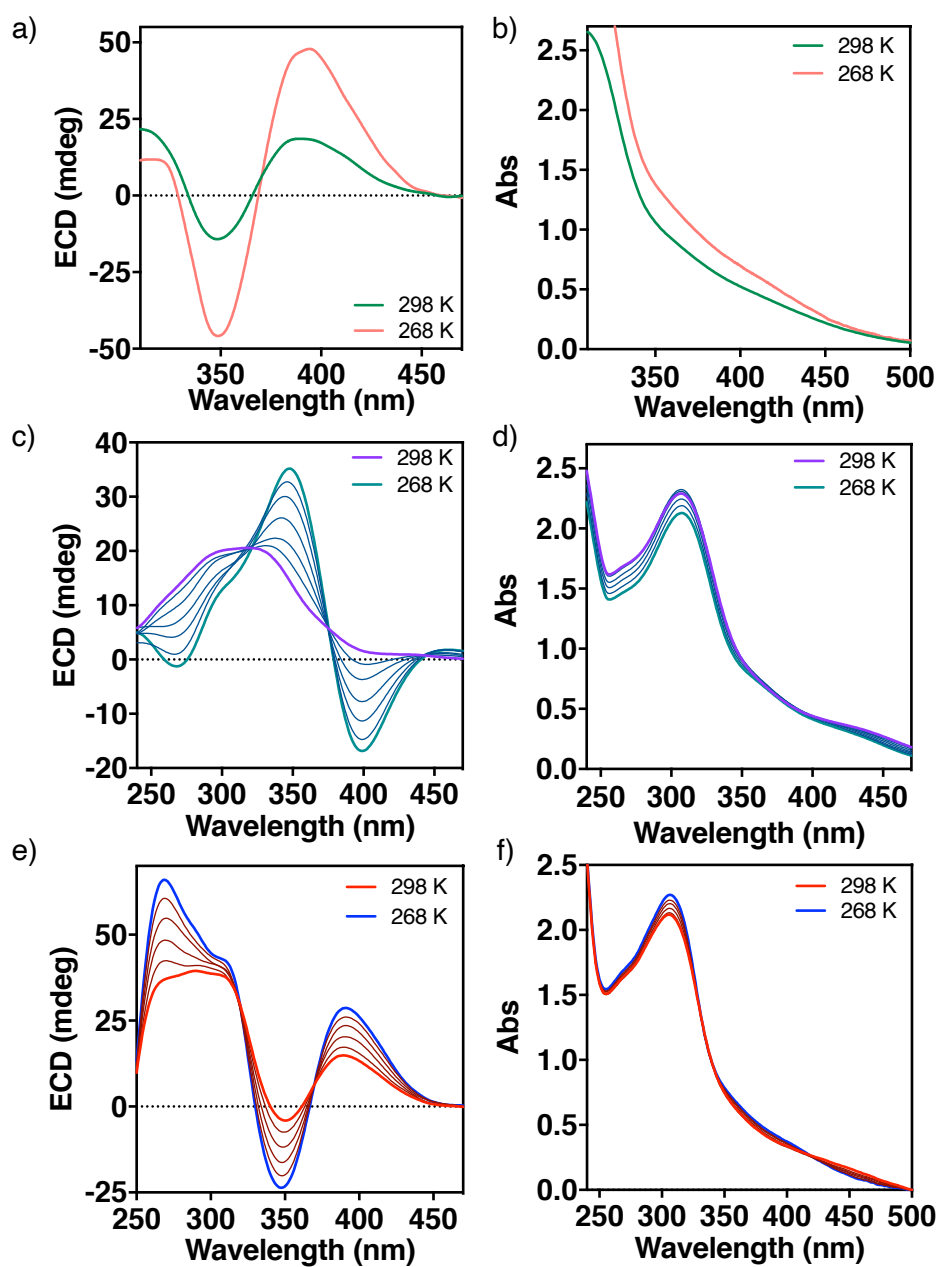 a)
ECD (mdeg)
50
25
0
-25
-50
298 K
268 K
350 400 450
Wavelength (nm)
b)
Abs
2.5
2.0
1.5
1.0
0.5
0.0
298 K
268 K
350 400 450 500
Wavelength (nm)
c)
ECD (mdeg)
40
30
20
10
0
-10
-20
298 K
268 K
250 300 350 400 450
Wavelength (nm)
d)
Abs
2.5
2.0
1.5
1.0
0.5
0.0
298 K
268 K
250 300 350 400 450
Wavelength (nm)
e)
ECD (mdeg)
50
25
0
-25
298 K
268 K
250 300 350 400 450
Wavelength (nm)
f)
Abs
2.5
2.0
1.5
1.0
0.5
0.0
298 K
268 K
250 300 350 400 450 500
Wavelength (nm)